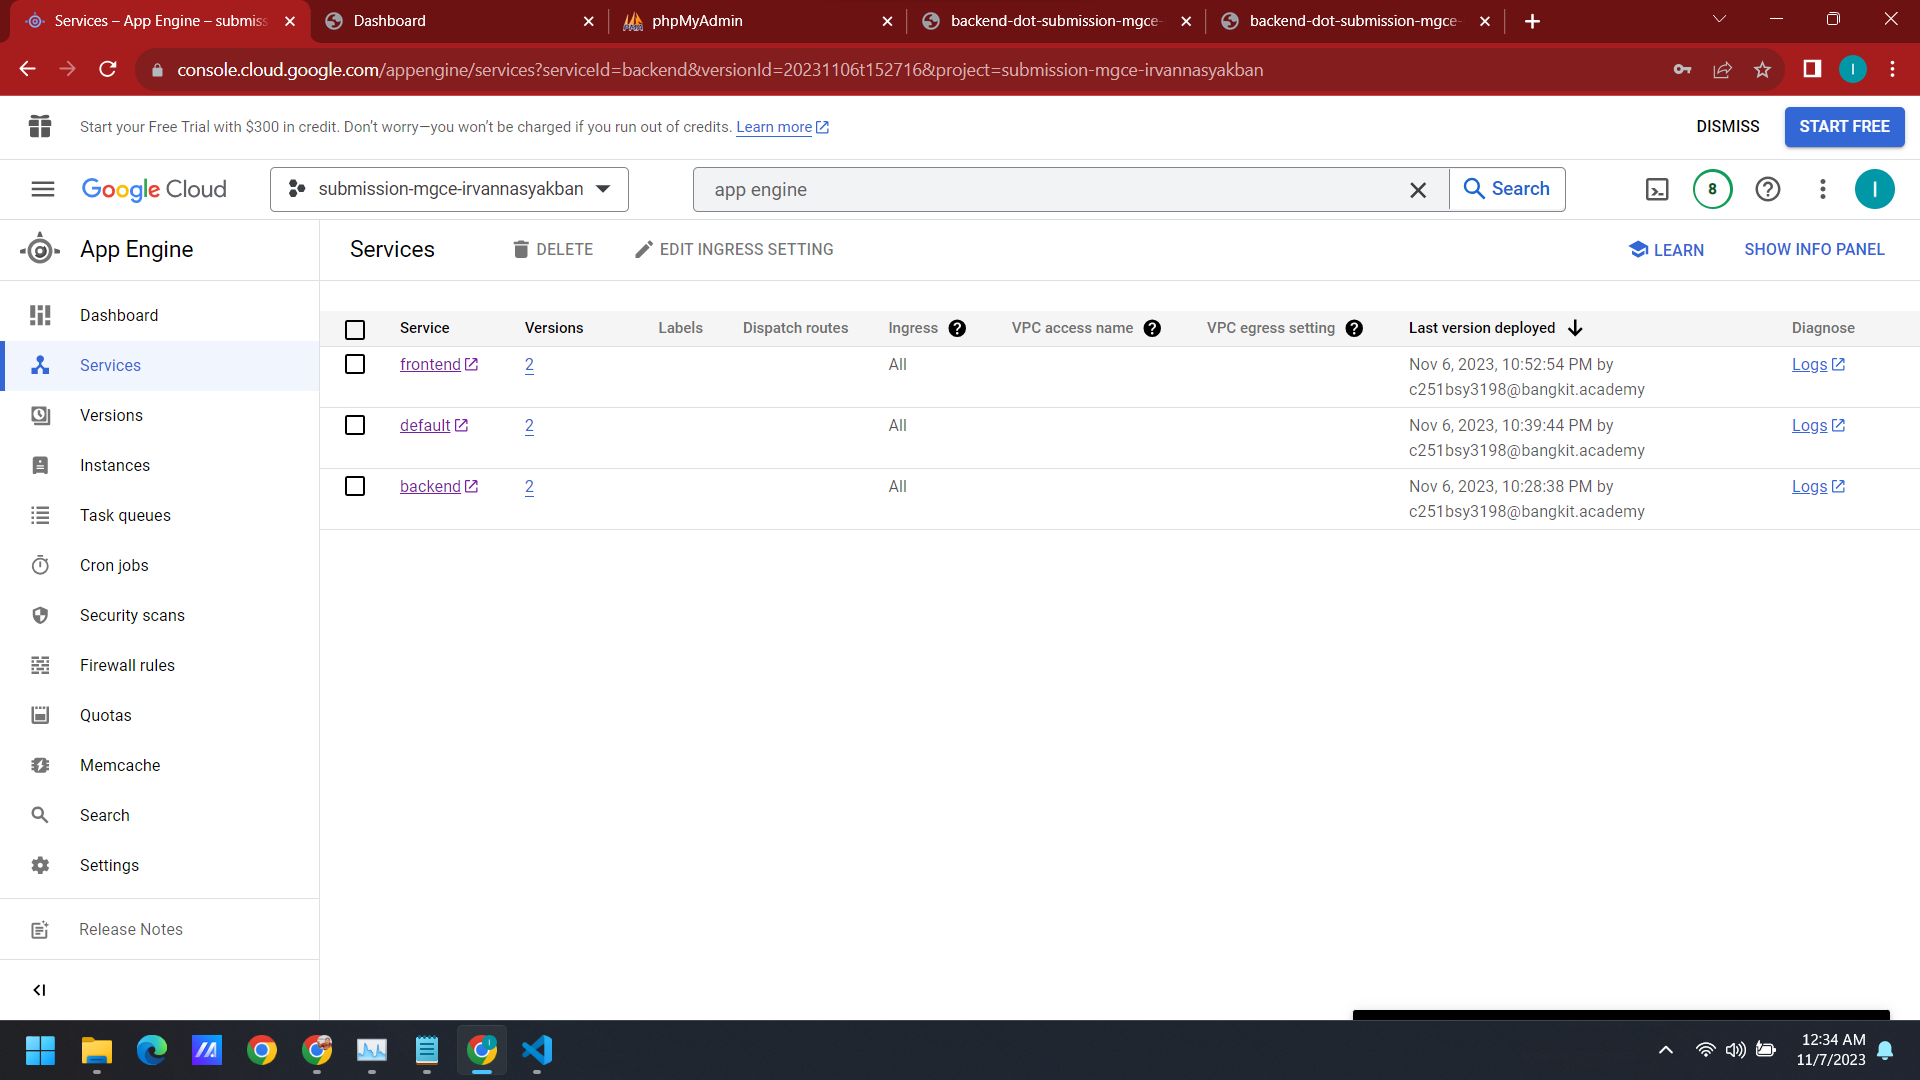 Services – App Engine – submiss
Dashboard
phpMyAdmin
backend-dot-submission-mgce-
backend-dot-submission-mgce-
console.cloud.google.com/appengine/services?serviceId=backend&versionId=20231106t152716&project=submission-mgce-irvannasyakban
I
Start your Free Trial with $300 in credit. Don't worry—you won't be charged if you run out of credits. Learn more
DISMISS
START FREE
Google Cloud
submission-mgce-irvannasyakban
app engine
Search
8
I
App Engine
Services
DELETE
EDIT INGRESS SETTING
LEARN
SHOW INFO PANEL
Dashboard
Services
Versions
Instances
Task queues
Cron jobs
Security scans
Firewall rules
Quotas
Memcache
Search
Settings
Release Notes
Service Versions Labels Dispatch routes Ingress VPC access name VPC egress setting Last version deployed Diagnose
frontend 2 All Nov 6, 2023, 10:52:54 PM by Logs
c251bsy3198@bangkit.academy
default 2 All Nov 6, 2023, 10:39:44 PM by Logs
c251bsy3198@bangkit.academy
backend 2 All Nov 6, 2023, 10:28:38 PM by Logs
c251bsy3198@bangkit.academy
12:34 AM
11/7/2023